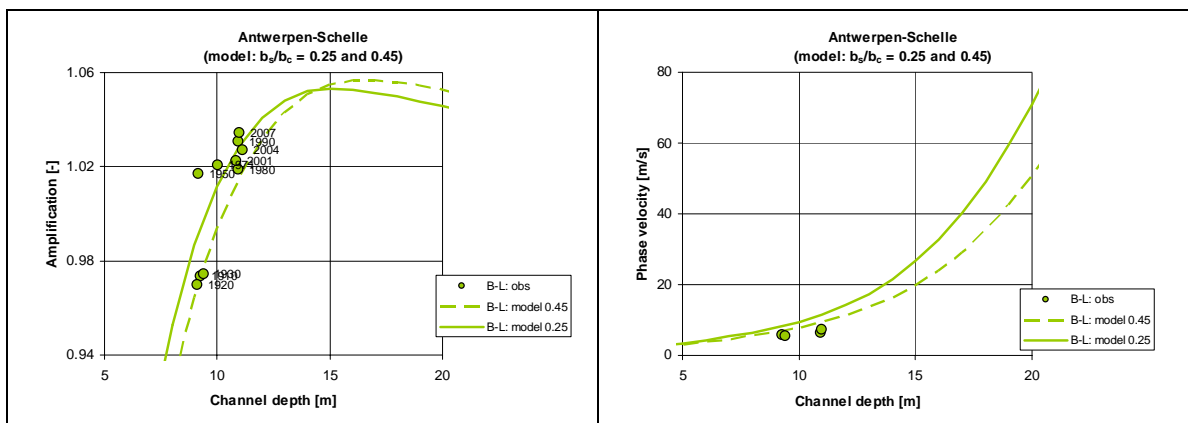 Antwerpen-Schelle
(model: bs/bc = 0.25 and 0.45)
1.06
1.02
0.98
0.94
Amplification [-]
2007
1990
2004
2001
1980
1950
1930
1910
1920
B-L: obs
B-L: model 0.45
B-L: model 0.25
5
10
15
20
Channel depth [m]
Antwerpen-Schelle
(model: bs/bc = 0.25 and 0.45)
80
60
40
20
0
Phase velocity [m/s]
B-L: obs
B-L: model 0.45
B-L: model 0.25
5
10
15
20
Channel depth [m]